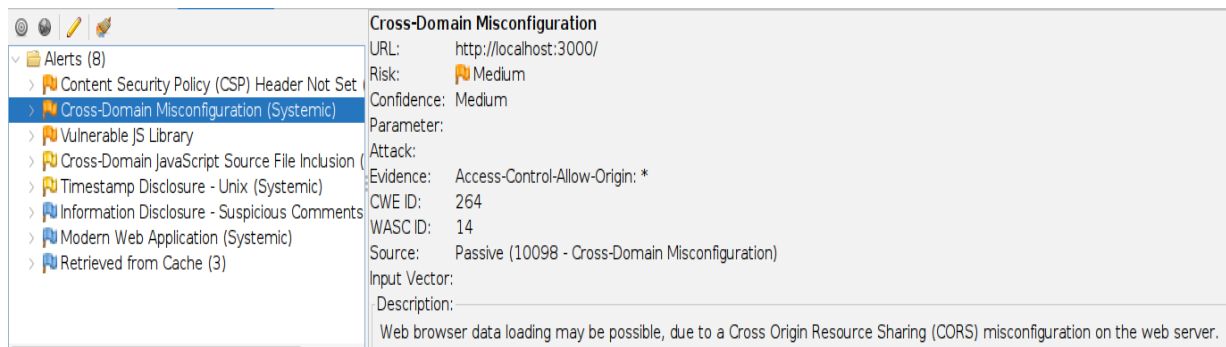 Alerts (8)
Content Security Policy (CSP) Header Not Set (
Cross-Domain Misconfiguration (Systemic)
Vulnerable JS Library
Cross-Domain JavaScript Source File Inclusion (
Timestamp Disclosure - Unix (Systemic)
Information Disclosure - Suspicious Comments
Modern Web Application (Systemic)
Retrieved from Cache (3)
Cross-Domain Misconfiguration
URL: http://localhost:3000/
Risk: Medium
Confidence: Medium
Parameter:
Attack:
Evidence: Access-Control-Allow-Origin: *
CWE ID: 264
WASC ID: 14
Source: Passive (10098 - Cross-Domain Misconfiguration)
Input Vector:
Description:
Web browser data loading may be possible, due to a Cross Origin Resource Sharing (CORS) misconfiguration on the web server.